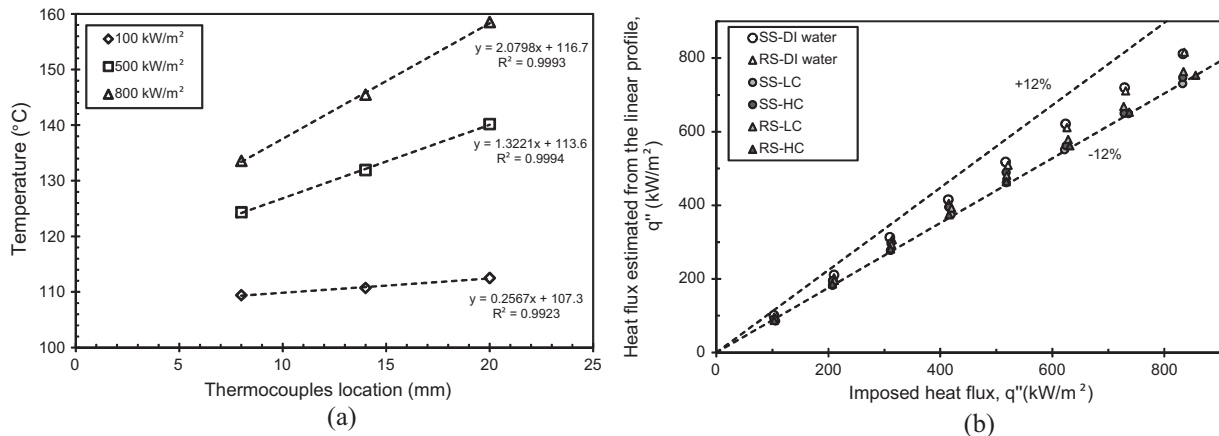 160
150
140
130
120
110
100
0
5
10
15
20
25
Temperature (°C)
Thermocouples location (mm)
100 kW/m²
500 kW/m²
800 kW/m²
y = 2.0798x + 116.7
R² = 0.9993
y = 1.3221x + 113.6
R² = 0.9994
y = 0.2567x + 107.3
R² = 0.9923
(a)
Heat flux estimated from the linear profile,
q'' (kW/m²)
800
600
400
200
0
0
200
400
600
800
Imposed heat flux, q''(kW/m²)
SS-DI water
RS-DI water
SS-LC
SS-HC
RS-LC
RS-HC
+12%
-12%
(b)